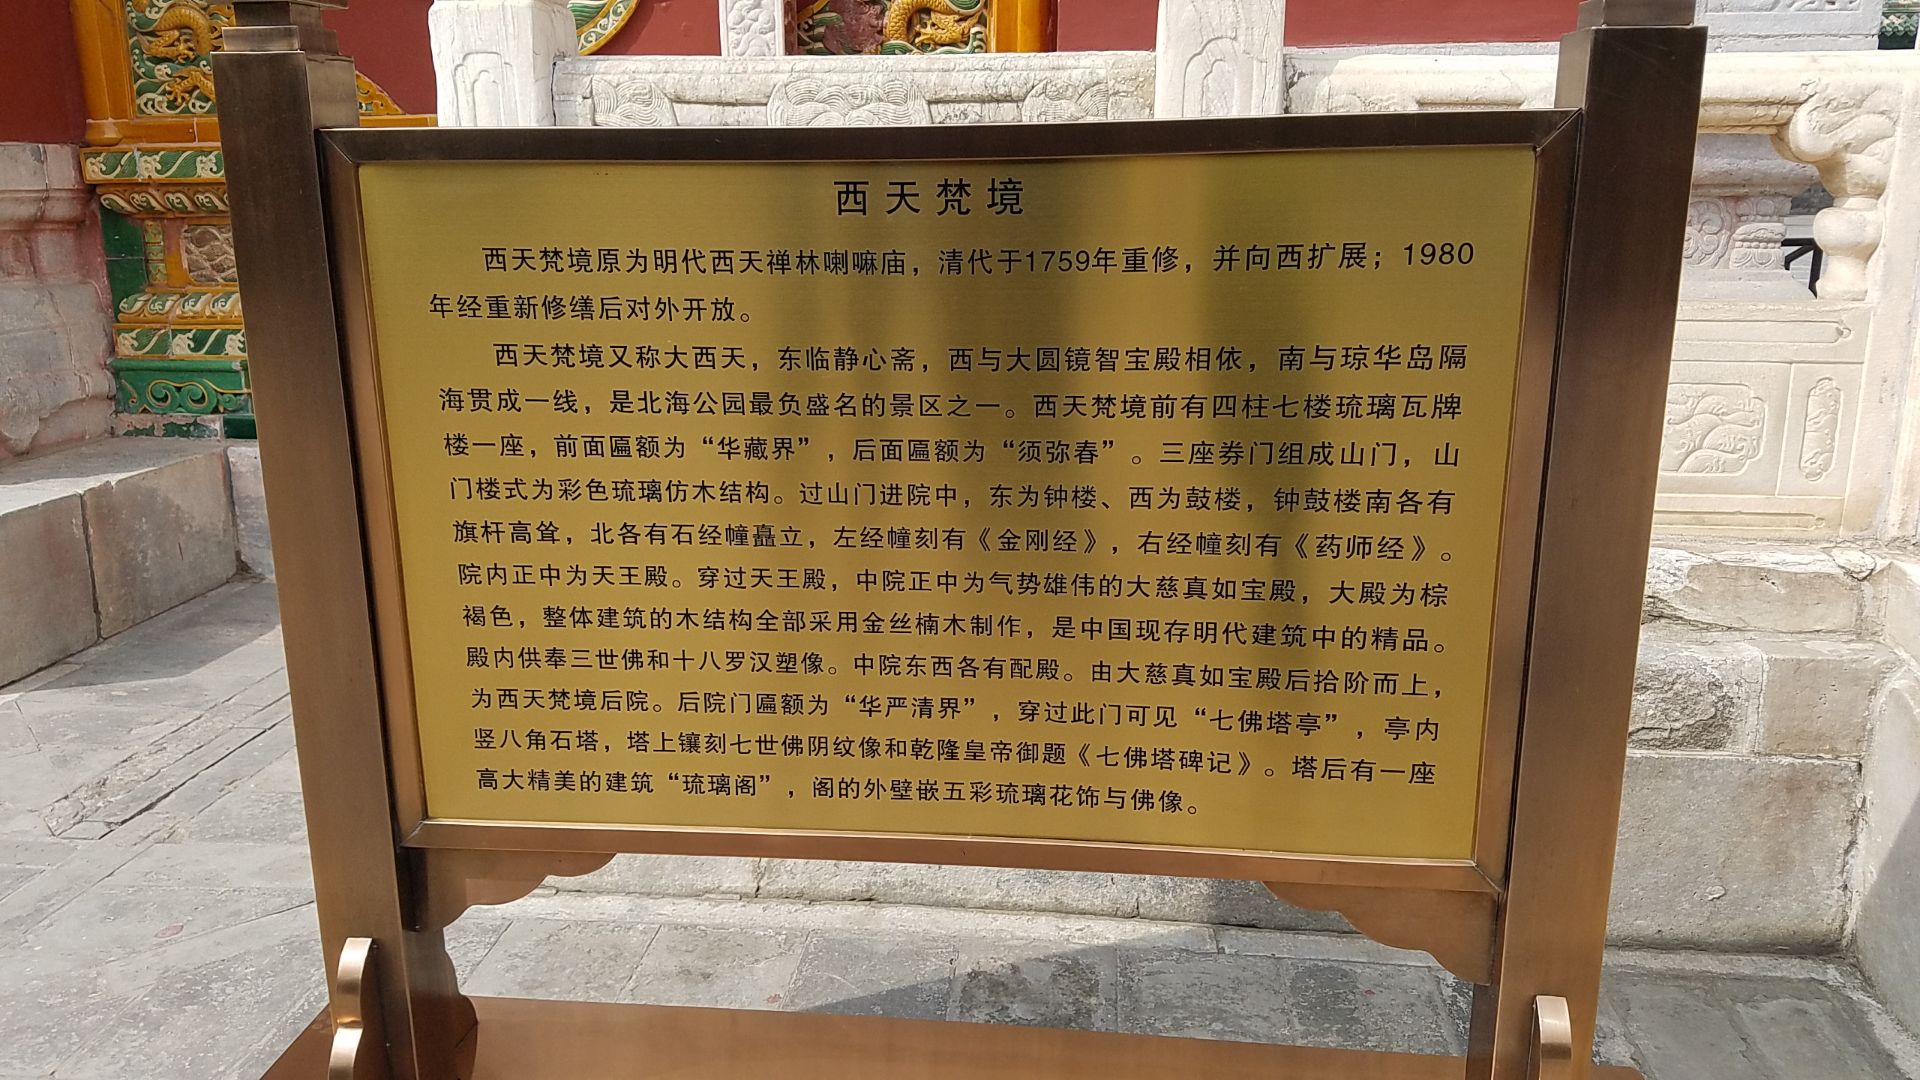 西天梵境
西天梵境原为明代西天禅林喇嘛庙，清代于1759年重修，并向西扩展；1980
年经重新修缮后对外开放。
西天梵境又称大西天，东临静心斋，西与大圆镜智宝殿相依，南与琼华岛隔
海贯成一线，是北海公园最负盛名的景区之一。西天梵境前有四柱七楼琉璃瓦牌
楼一座，前面匾额为“华藏界”，后面匾额为“须弥春”。三座券门组成山门，山
门楼式为彩色琉璃仿木结构。过山门进院中，东为钟楼、西为鼓楼，钟鼓楼南各有
旗杆高耸，北各有石经幢矗立，左经幢刻有《金刚经》，右经幢刻有《药师经》。
院内正中为天王殿。穿过天王殿，中院正中为气势雄伟的大慈真如宝殿，大殿为棕
褐色，整体建筑的木结构全部采用金丝楠木制作，是中国现存明代建筑中的精品。
殿内供奉三世佛和十八罗汉塑像。中院东西各有配殿。由大慈真如宝殿后拾阶而上，
为西天梵境后院。后院门匾额为“华严清界”，穿过此门可见“七佛塔亭”，亭内
竖八角石塔，塔上镶刻七世佛阴纹像和乾隆皇帝御题《七佛塔碑记》。塔后有一座
高大精美的建筑“琉璃阁”，阁的外壁嵌五彩琉璃花饰与佛像。